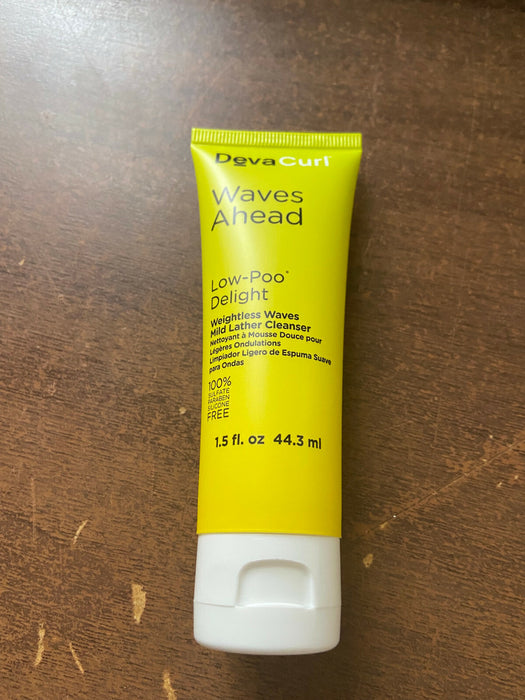 DevaCurl
Waves
Ahead
Low-Poo®
Delight
Weightless Waves
Mild Lather Cleanser
Nettoyant à Mousse Douce pour
Légères Ondulations
Limpiador Ligero de Espuma Suave
para Ondas
100%
SULFATE
PARABEN
SILICONE
FREE
1.5 fl. oz 44.3 ml